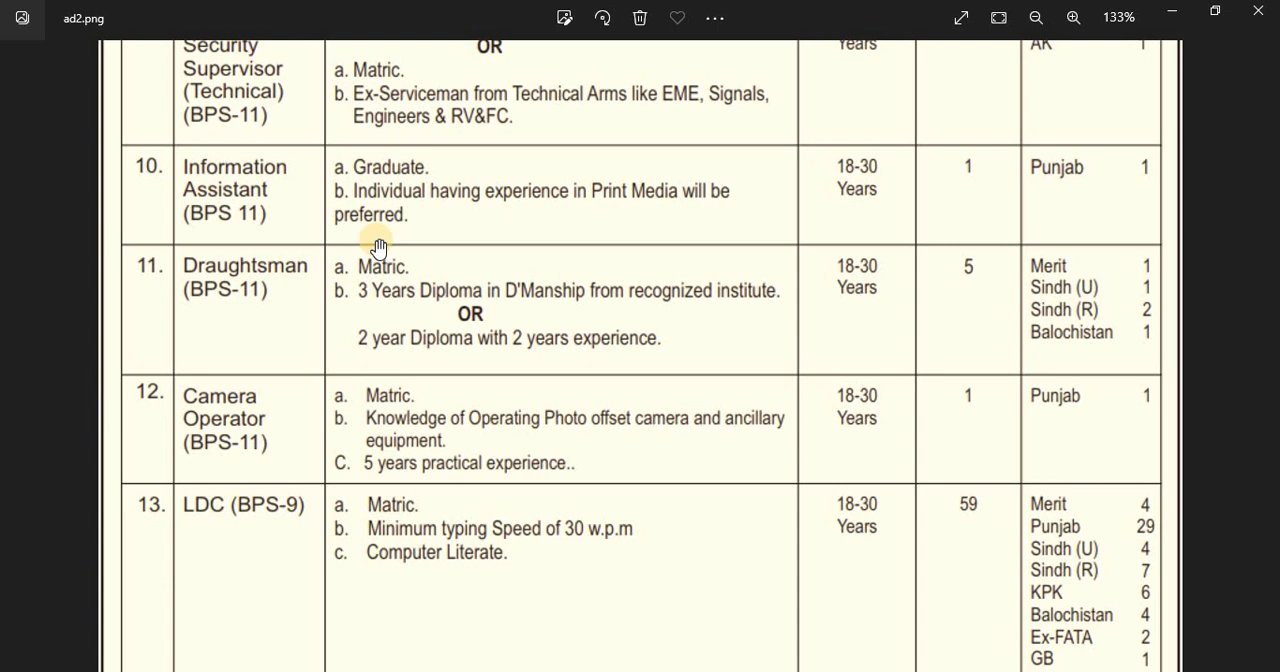 ad2.png
133%
Security
Supervisor
(Technical)
(BPS-11)
OR
a. Matric.
b. Ex-Serviceman from Technical Arms like EME, Signals,
Engineers & RV&FC.
Years
AK 1
10. Information
Assistant
(BPS 11)
a. Graduate.
b. Individual having experience in Print Media will be
preferred.
18-30
Years
1
Punjab 1
11. Draughtsman
(BPS-11)
a. Matric.
b. 3 Years Diploma in D'Manship from recognized institute.
OR
2 year Diploma with 2 years experience.
18-30
Years
5
Merit 1
Sindh (U) 1
Sindh (R) 2
Balochistan 1
12. Camera
Operator
(BPS-11)
a. Matric.
b. Knowledge of Operating Photo offset camera and ancillary
equipment.
C. 5 years practical experience..
18-30
Years
1
Punjab 1
13. LDC (BPS-9)
a. Matric.
b. Minimum typing Speed of 30 w.p.m
c. Computer Literate.
18-30
Years
59
Merit 4
Punjab 29
Sindh (U) 4
Sindh (R) 7
KPK 6
Balochistan 4
Ex-FATA 2
GB 1